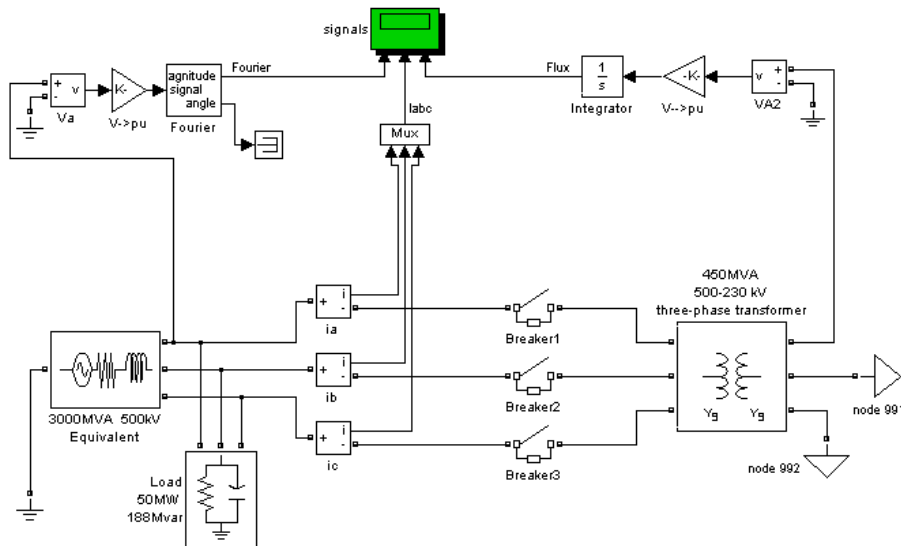 signals
Fourier
Flux
+
-
v
Va
K-
V->pu
agnitude
signal
angle
Fourier
Iabc
Mux
1
s
Integrator
-K-
V-->pu
v
+
-
VA2
450MVA
500-230 kV
three-phase transformer
+
i
-
ia
Breaker1
+
i
-
ib
Breaker2
+
i
-
ic
Breaker3
Yg
Yg
node 991
node 992
3000MVA 500kV
Equivalent
Load
50MW
188Mvar